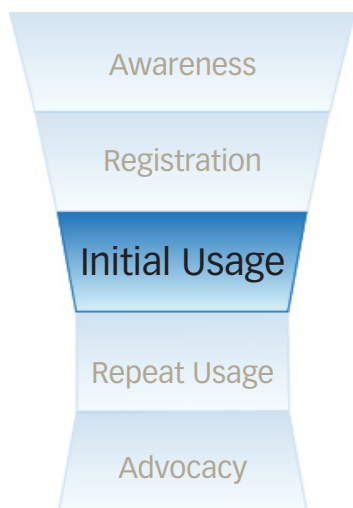 Awareness
Registration
Initial Usage
Repeat Usage
Advocacy